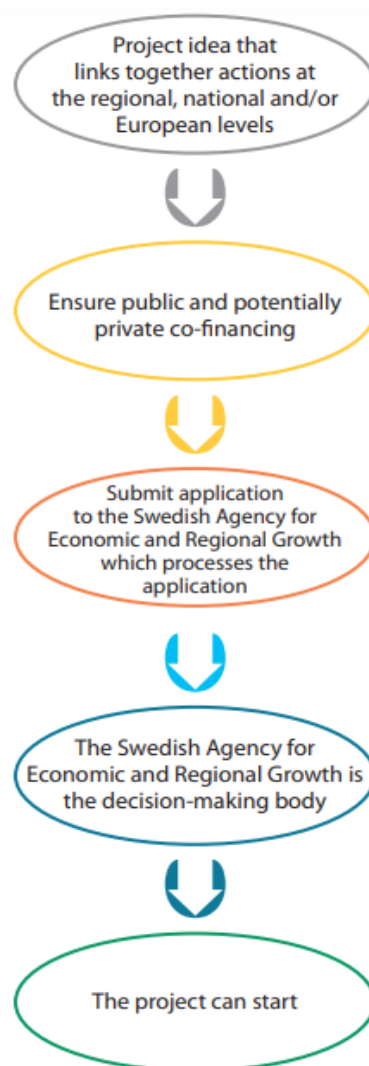 Project idea that
links together actions at
the regional, national and/or
European levels
Ensure public and potentially
private co-financing
Submit application
to the Swedish Agency for
Economic and Regional Growth
which processes the
application
The Swedish Agency for
Economic and Regional Growth is
the decision-making body
The project can start